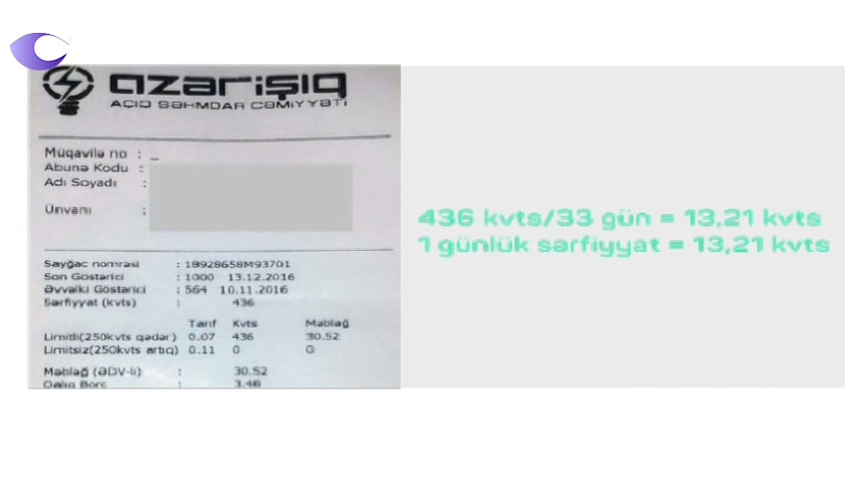 azərişıq
AÇIQ SƏHMDAR CƏMİYYƏTİ
Müqavilə no : _
Abunə Kodu :
Adı Soyadı :
Ünvanı :
Sayğac nömrəsi : 18928658M93701
Son Göstərici : 1000 13.12.2016
Əvvəlki Göstərici : 564 10.11.2016
Sərfiyyat (kvts) : 436
Tarif Kvts Məbləğ
Limitli(250kvts qədər) 0.07 436 30.52
Limitsiz(250kvts artıq) 0.11 0 0
Məbləğ (ƏDV-li) : 30.52
Qalıq Borc : 3.48
436 kvts/33 gün = 13,21 kvts
1 günlük sərfiyyat = 13,21 kvts